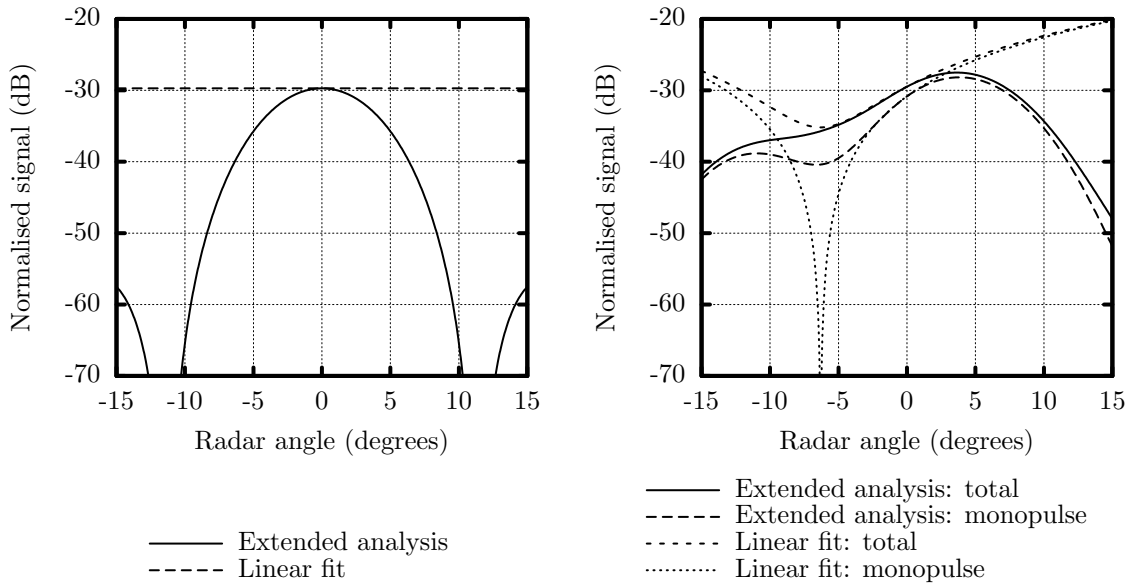 -20
-30
-40
-50
-60
-70
-15 -10 -5 0 5 10 15
Normalised signal (dB)
Radar angle (degrees)
Extended analysis
Linear fit
-20
-30
-40
-50
-60
-70
-15 -10 -5 0 5 10 15
Normalised signal (dB)
Radar angle (degrees)
Extended analysis: total
Extended analysis: monopulse
Linear fit: total
Linear fit: monopulse